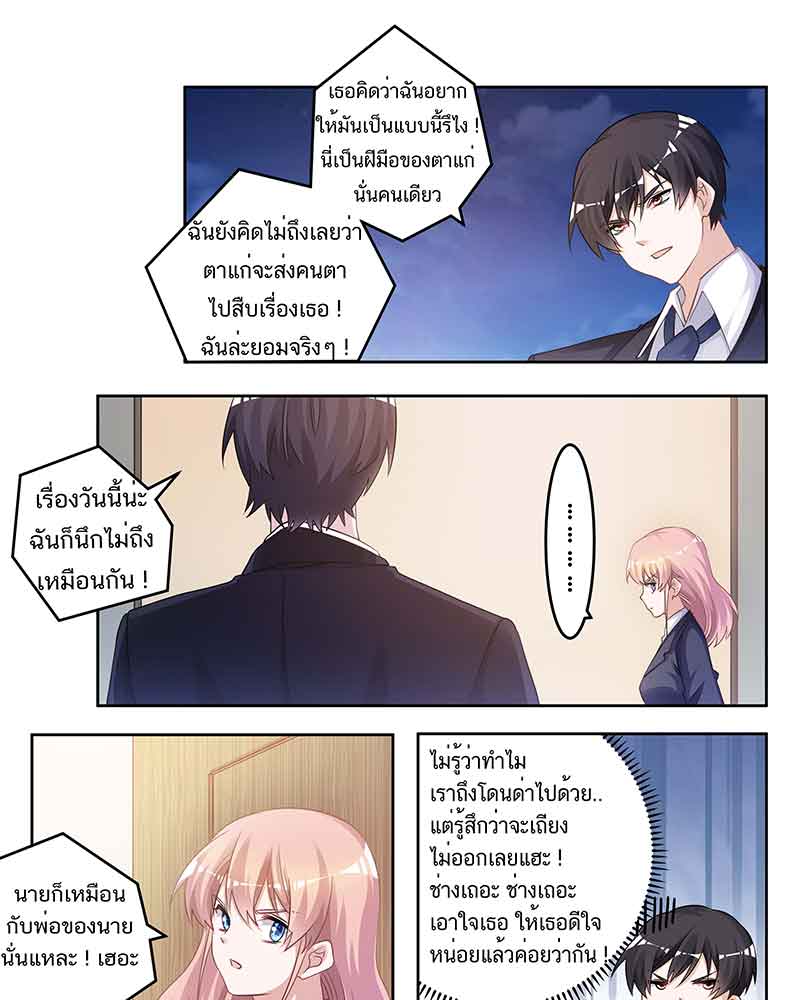 เธอคิดว่าฉันอยาก
ให้มันเป็นแบบนี้รึไง !
นี่เป็นฝีมือของตาแก่
นั่นคนเดียว
ฉันยังคิดไม่ถึงเลยว่า
ตาแก่จะส่งคนตา
ไปสืบเรื่องเธอ !
ฉันล่ะยอมจริงๆ !
เรื่องวันนี้น่ะ
ฉันก็นึกไม่ถึง
เหมือนกัน !
.........
ไม่รู้ว่าทำไม
เราถึงโดนด่าไปด้วย..
แต่รู้สึกว่าจะเถียง
ไม่ออกเลยแฮะ !
ช่างเถอะ ช่างเถอะ
เอาใจเธอ ให้เธอดีใจ
หน่อยแล้วค่อยว่ากัน !
นายก็เหมือน
กับพ่อของนาย
นั่นแหละ ! เฮอะ